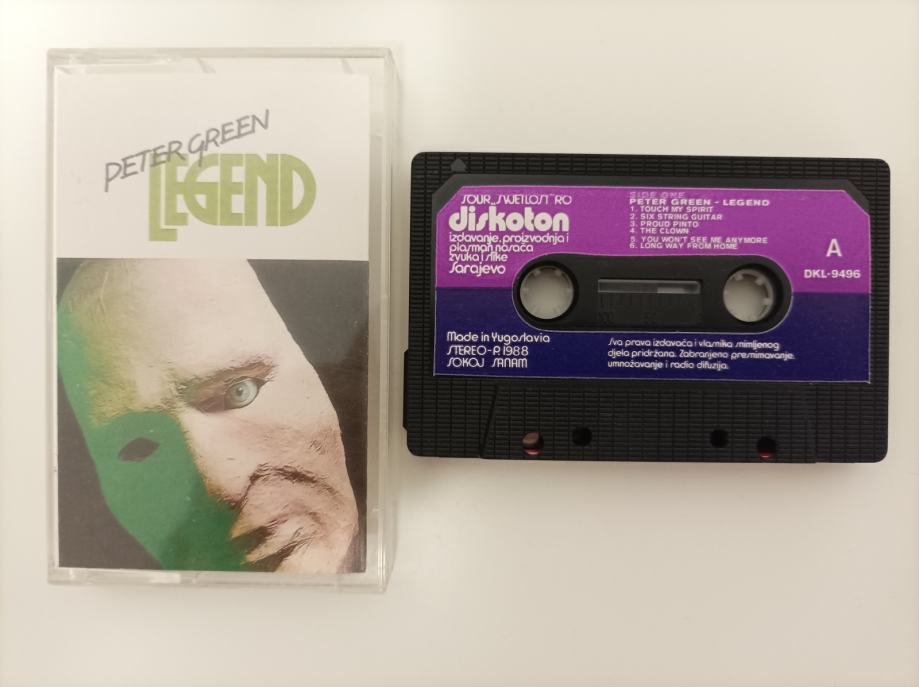 PETER GREEN
LEGEND
SOUR „SVJETLOST" RO
diskoton
izdavanje, proizvodnja i
plasman nosača
zvuka i slike
Sarajevo
SIDE ONE
PETER GREEN - LEGEND
1. TOUCH MY SPIRIT
2. SIX STRING GUITAR
3. PROUD PINTO
4. THE CLOWN
5. YOU WON'T SEE ME ANYMORE
6. LONG WAY FROM HOME
A
DKL-9496
Made in Yugoslavia
STEREO-P. 1988
SOKOJ SANAM
Sva prava izdavača i vlasnika snimljenog
djela pridržana. Zabranjeno presnimavanje,
umnožavanje i radio difuzija.
100 50